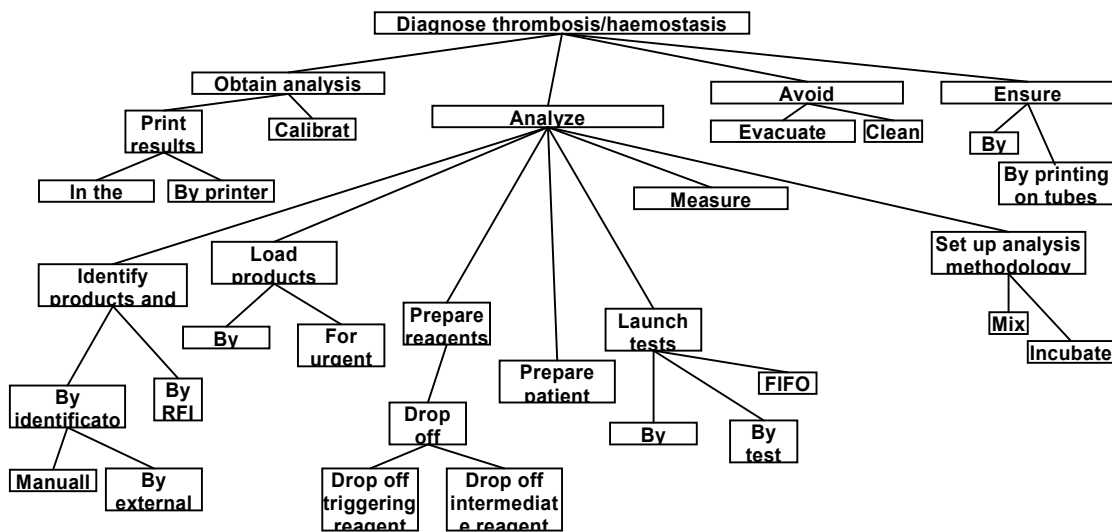 Diagnose thrombosis/haemostasis
Obtain analysis
Avoid
Ensure
Print
results
Calibrat
Analyze
Evacuate
Clean
By
In the
By printer
By printing
on tubes
Measure
Identify
products and
Load
products
Set up analysis
methodology
By
For
urgent
Prepare
reagents
Launch
tests
Mix
Incubate
By
identificato
By
RFI
Prepare
patient
FIFO
Drop
off
By
By
test
Manuall
By
external
Drop off
triggering
reagent
Drop off
intermediat
e reagent